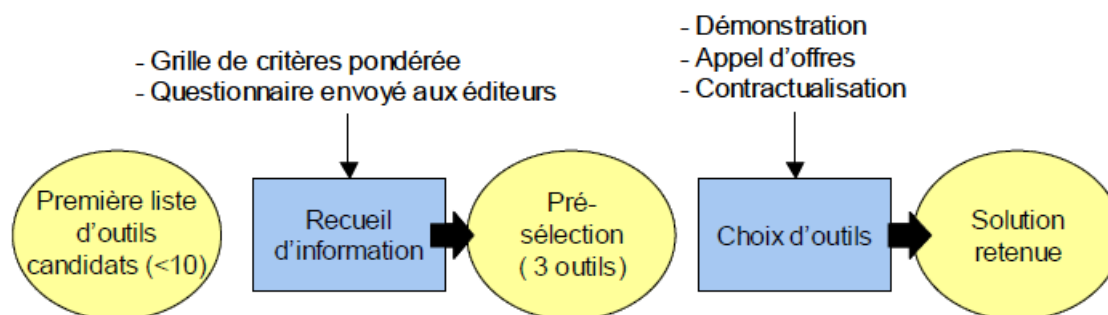 - Grille de critères pondérée
- Questionnaire envoyé aux éditeurs
- Démonstration
- Appel d'offres
- Contractualisation
Première liste
d'outils
candidats (<10)
Recueil
d'information
Pré-
sélection
( 3 outils)
Choix d'outils
Solution
retenue